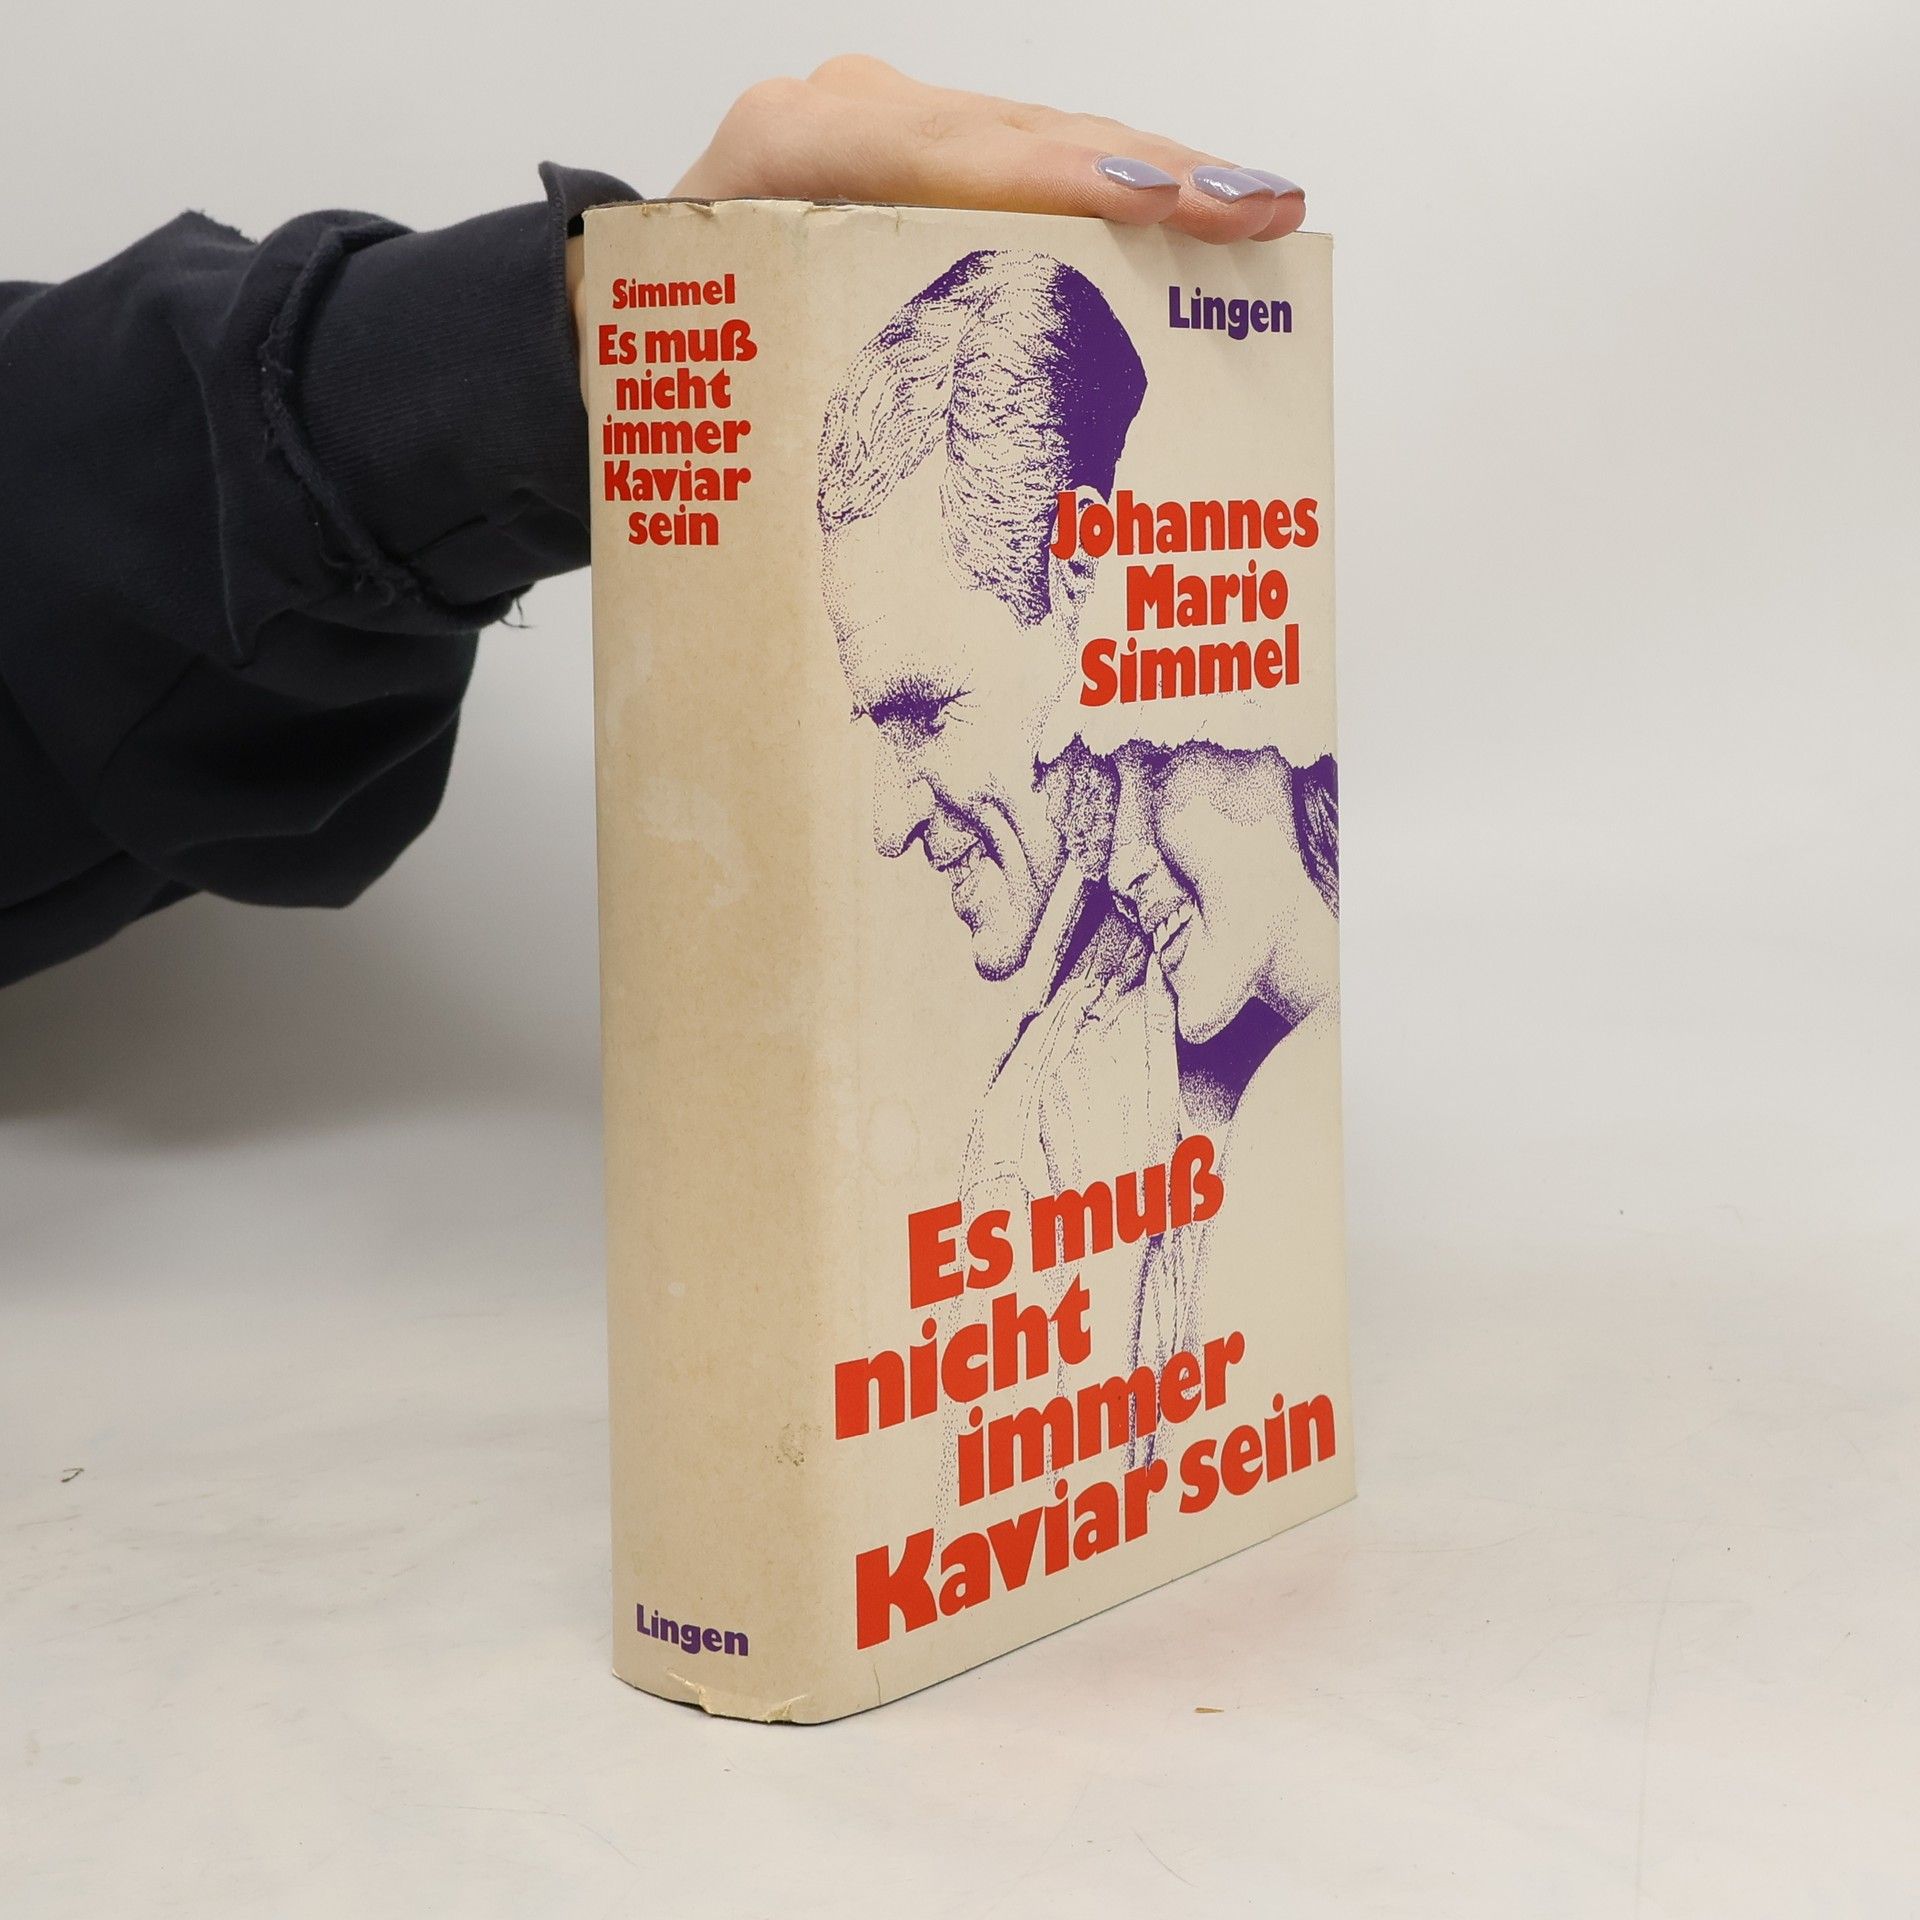 Simmel
Es muß
nicht
immer
Kaviar
sein
Lingen
Lingen
Johannes
Mario
Simmel
Es muß
nicht
immer
Kaviar sein